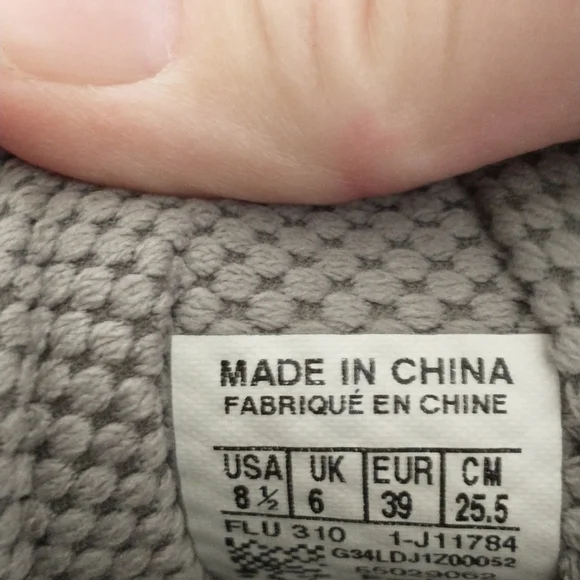 MADE IN CHINA
FABRIQUÉ EN CHINE
USA UK EUR CM
8 ½ 6 39 25.5
FLU 310 1-J11784
G34LDJ1Z00052